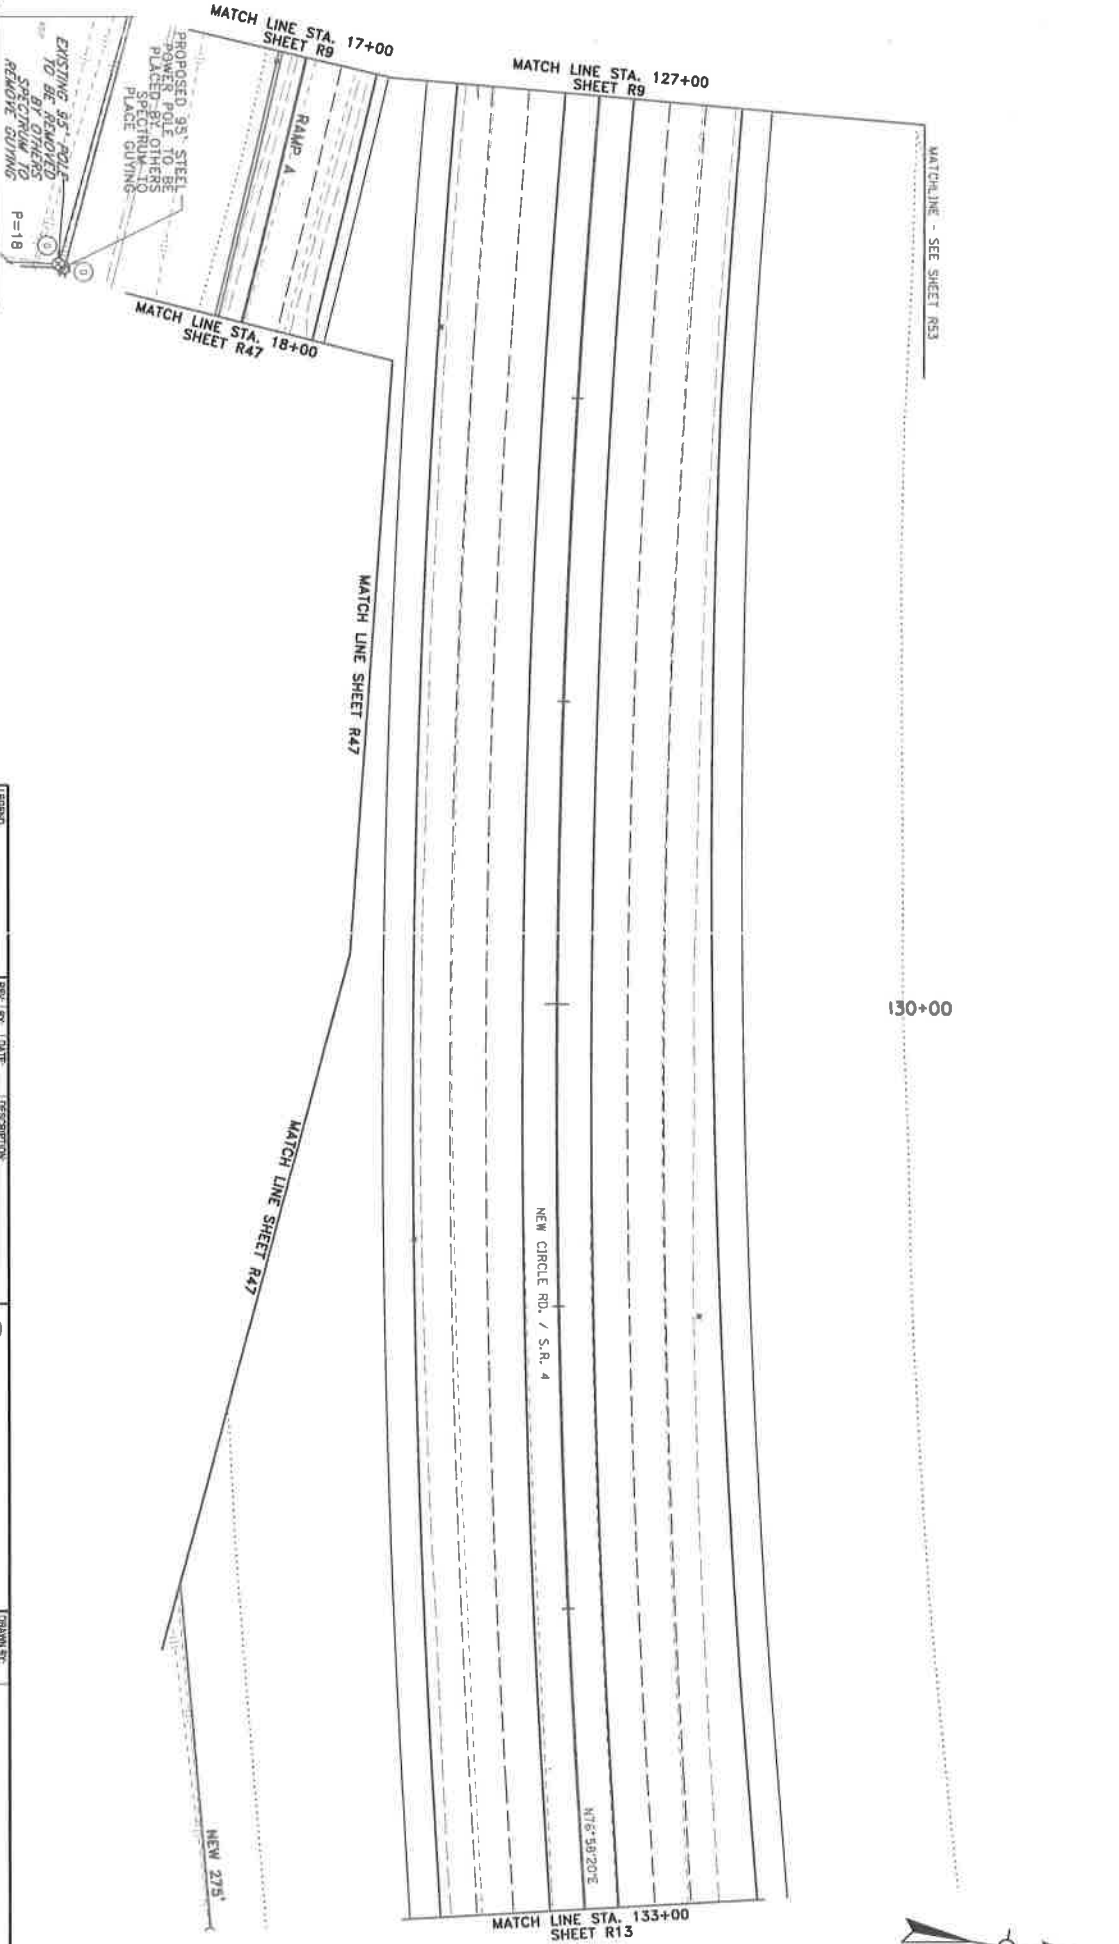 MATCH LINE STA. 17+00
SHEET R9
MATCH LINE STA. 127+00
SHEET R9
MATCHLINE - SEE SHEET R53
PROPOSED 95' STEEL
POWER POLE TO BE
PLACED BY OTHERS
SPECTRUM TO
PLACE GUYING
EXISTING 95' POLE
TO BE REMOVED
BY OTHERS
SPECTRUM TO
REMOVE GUYING
P=18
RAMP A
MATCH LINE STA. 18+00
SHEET R47
MATCH LINE SHEET R47
130+00
MATCH LINE SHEET R47
NEW CIRCLE RD. / S.R. 4
N76°58'20"E
NEW 275'
MATCH LINE STA. 133+00
SHEET R13